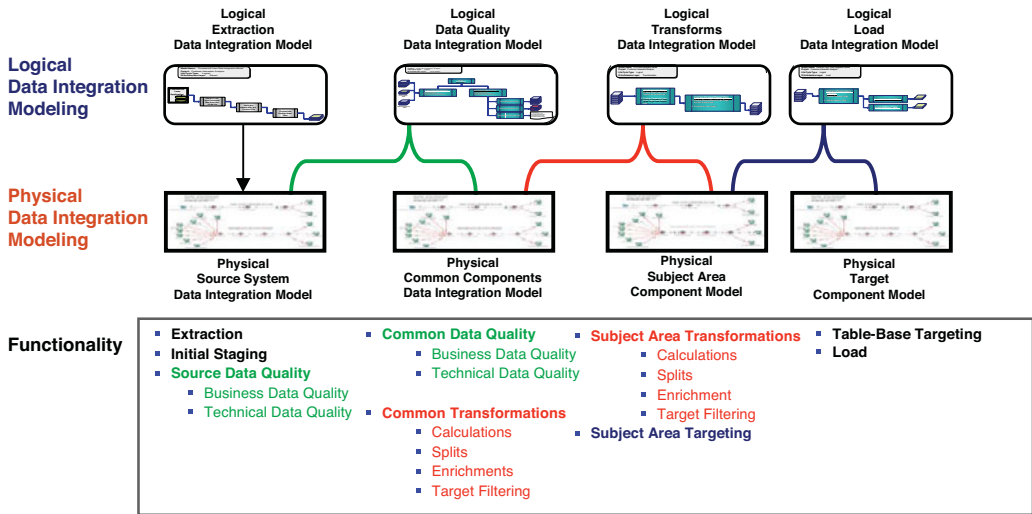 Logical
Extraction
Data Integration Model
Logical
Data Quality
Data Integration Model
Logical
Transforms
Data Integration Model
Logical
Load
Data Integration Model
Logical
Data Integration
Modeling
Physical
Data Integration
Modeling
Physical
Source System
Data Integration Model
Physical
Common Components
Data Integration Model
Physical
Subject Area
Component Model
Physical
Target
Component Model
Functionality
Extraction
Initial Staging
Source Data Quality
Business Data Quality
Technical Data Quality
Common Data Quality
Business Data Quality
Technical Data Quality
Common Transformations
Calculations
Splits
Enrichments
Target Filtering
Subject Area Transformations
Calculations
Splits
Enrichment
Target Filtering
Subject Area Targeting
Table-Base Targeting
Load